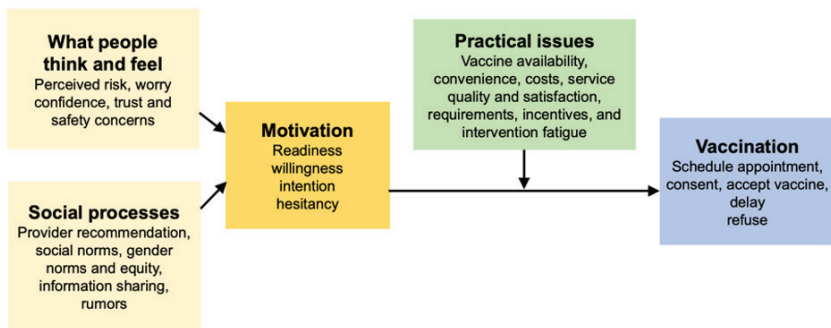 What people
think and feel
Perceived risk, worry
confidence, trust and
safety concerns
Social processes
Provider recommendation,
social norms, gender
norms and equity,
information sharing,
rumors
Motivation
Readiness
willingness
intention
hesitancy
Practical issues
Vaccine availability,
convenience, costs, service
quality and satisfaction,
requirements, incentives, and
intervention fatigue
Vaccination
Schedule appointment,
consent, accept vaccine,
delay
refuse